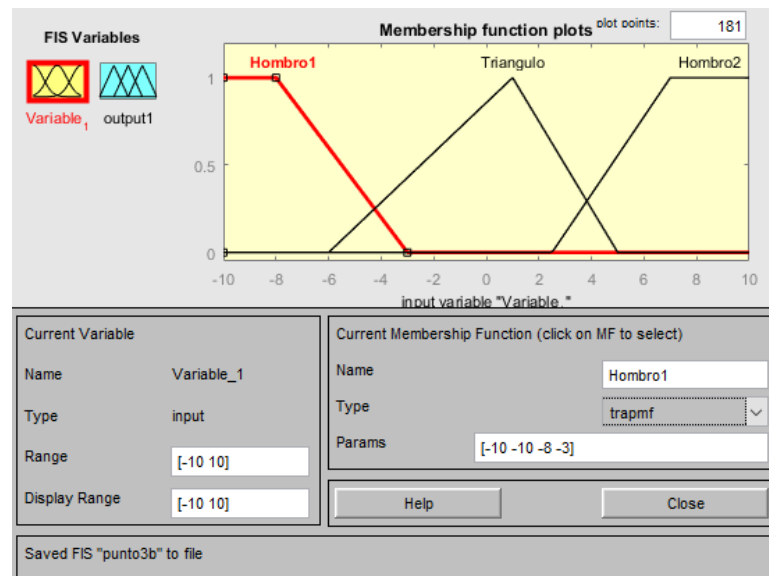 FIS Variables
Membership function plots
plot points:
181
Variable_1
output1
Hombro1
Triangulo
Hombro2
1
0.5
0
-10 -8 -6 -4 -2 0 2 4 6 8 10
input variable "Variable_1"
Current Variable
Name Variable_1
Type input
Range [-10 10]
Display Range [-10 10]
Current Membership Function (click on MF to select)
Name Hombro1
Type trapmf
Params [-10 -10 -8 -3]
Help
Close
Saved FIS "punto3b" to file